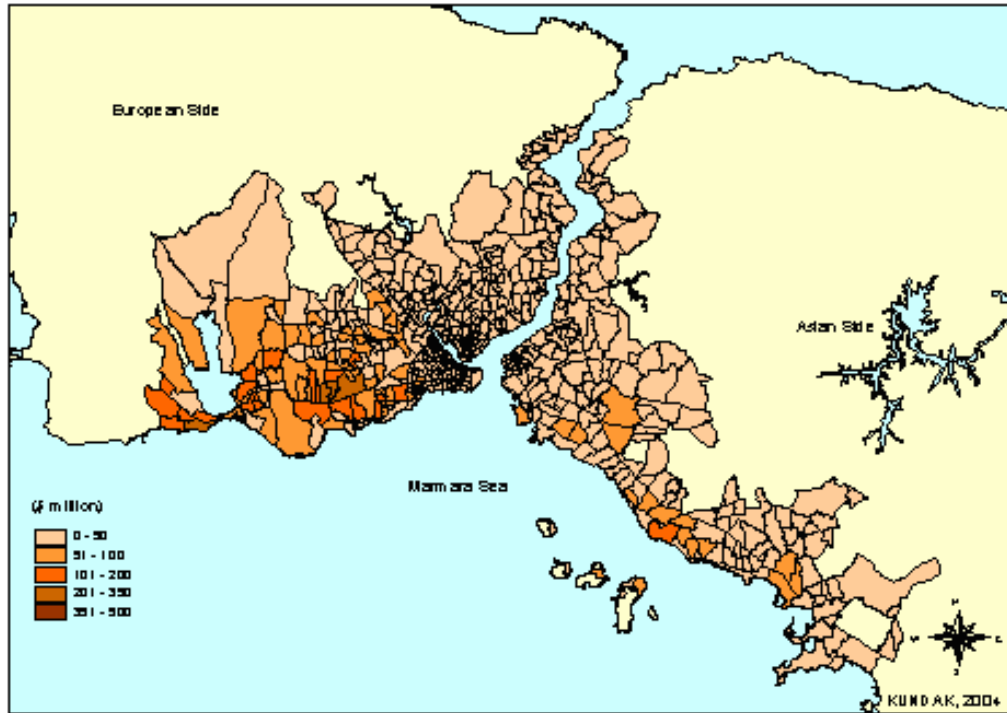 European Side
Asian Side
Marmara Sea
($ million)
0 - 50
51 - 100
101 - 200
201 - 350
351 - 500
KUNDAK, 2004